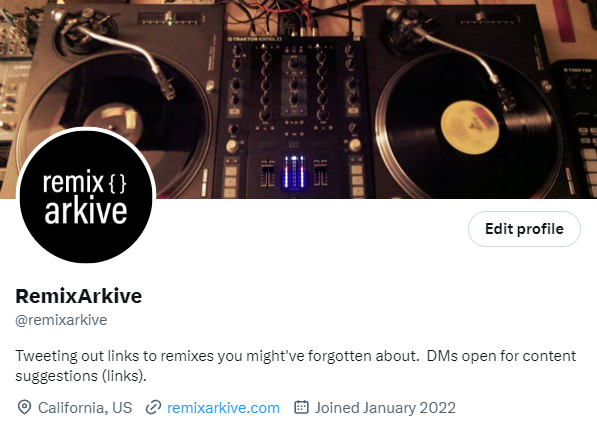 TRAKTOR KONTROL Z2
TRAKTOR
remix {}
arkive
Edit profile
RemixArkive
@remixarkive
Tweeting out links to remixes you might've forgotten about.  DMs open for content
suggestions (links).
California, US remixarkive.com Joined January 2022